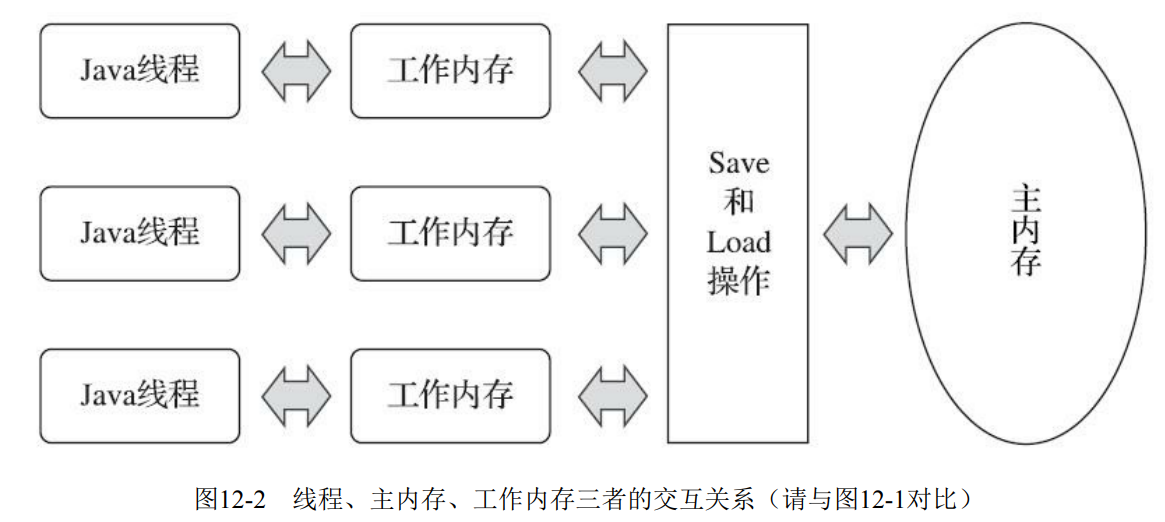 Java线程
工作内存
Java线程
工作内存
Java线程
工作内存
Save
和
Load
操作
主内存
图12-2 线程、主内存、工作内存三者的交互关系（请与图12-1对比）